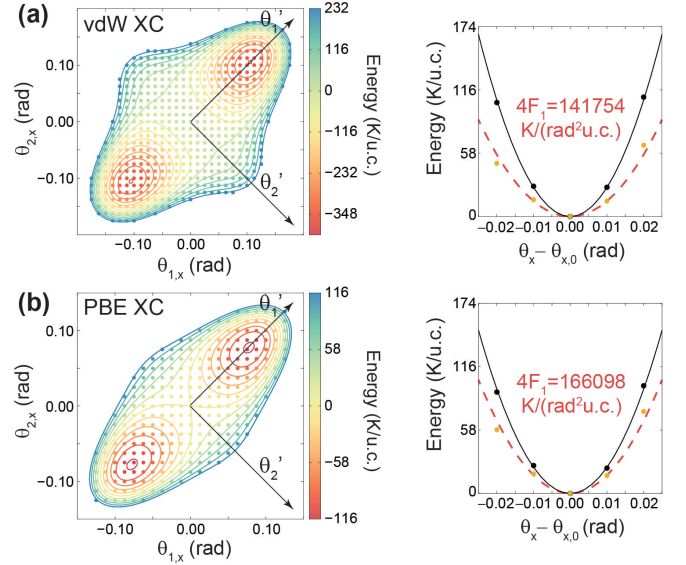 (a)
vdW XC
θ1,x (rad)
θ2,x (rad)
θ1'
θ2'
0.10
0.00
−0.10
−0.10 0.00 0.10
232
116
0
−116
−232
−348
Energy (K/u.c.)
Energy (K/u.c.)
174
116
58
0
4F1=141754
K/(rad²u.c.)
−0.02 −0.01 0.00 0.01 0.02
θx− θx,0 (rad)
(b)
PBE XC
θ1,x (rad)
θ2,x (rad)
θ1'
θ2'
0.10
0.00
−0.10
−0.10 0.00 0.10
116
58
0
−58
−116
Energy (K/u.c.)
Energy (K/u.c.)
174
116
58
0
4F1=166098
K/(rad²u.c.)
−0.02 −0.01 0.00 0.01 0.02
θx− θx,0 (rad)